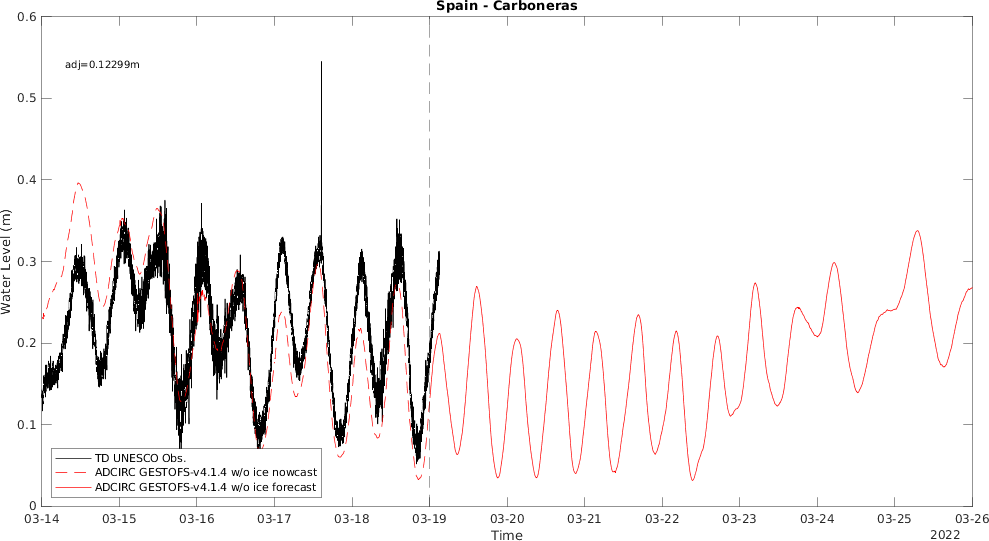 Spain - Carboneras
0.6
0.5
0.4
0.3
0.2
0.1
0
Water Level (m)
adj=0.12299m
TD UNESCO Obs.
ADCIRC GESTOFS-v4.1.4 w/o ice nowcast
ADCIRC GESTOFS-v4.1.4 w/o ice forecast
03-14 03-15 03-16 03-17 03-18 03-19 03-20 03-21 03-22 03-23 03-24 03-25 03-26
Time
2022